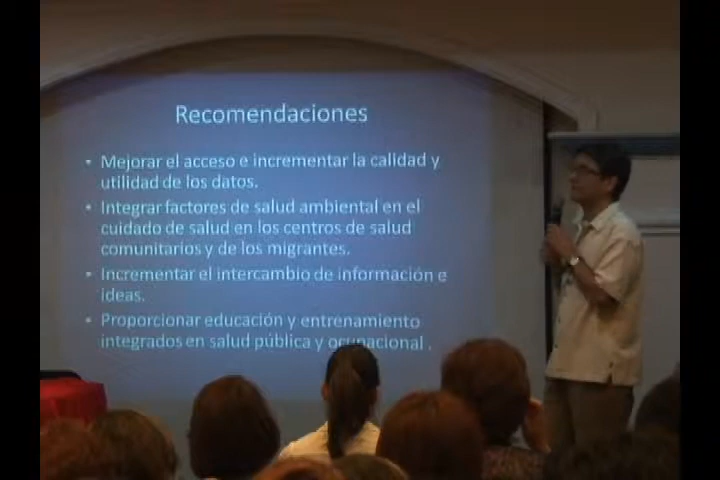 Recomendaciones
• Mejorar el acceso e incrementar la calidad y
utilidad de los datos.
• Integrar factores de salud ambiental en el
cuidado de salud en los centros de salud
comunitarios y de los migrantes.
• Incrementar el intercambio de información e
ideas.
• Proporcionar educación y entrenamiento
integrados en salud pública y ocupacional .